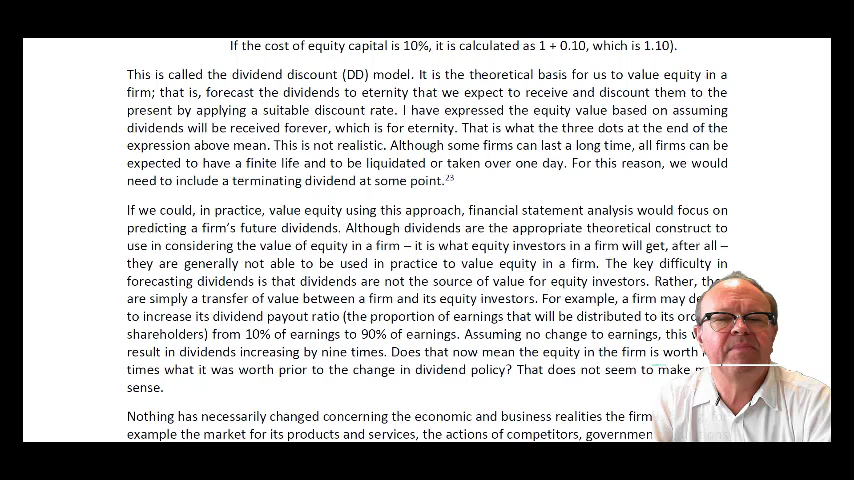 If the cost of equity capital is 10%, it is calculated as 1 + 0.10, which is 1.10).
This is called the dividend discount (DD) model. It is the theoretical basis for us to value equity in a
firm; that is, forecast the dividends to eternity that we expect to receive and discount them to the
present by applying a suitable discount rate. I have expressed the equity value based on assuming
dividends will be received forever, which is for eternity. That is what the three dots at the end of the
expression above mean. This is not realistic. Although some firms can last a long time, all firms can be
expected to have a finite life and to be liquidated or taken over one day. For this reason, we would
need to include a terminating dividend at some point.23
If we could, in practice, value equity using this approach, financial statement analysis would focus on
predicting a firm's future dividends. Although dividends are the appropriate theoretical construct to
use in considering the value of equity in a firm – it is what equity investors in a firm will get, after all –
they are generally not able to be used in practice to value equity in a firm. The key difficulty in
forecasting dividends is that dividends are not the source of value for equity investors. Rather,
are simply a transfer of value between a firm and its equity investors. For example, a firm may
to increase its dividend payout ratio (the proportion of earnings that will be distributed to its
shareholders) from 10% of earnings to 90% of earnings. Assuming no change to earnings, this
result in dividends increasing by nine times. Does that now mean the equity in the firm is worth
times what it was worth prior to the change in dividend policy? That does not seem to make
sense.
Nothing has necessarily changed concerning the economic and business realities the firm
example the market for its products and services, the actions of competitors,